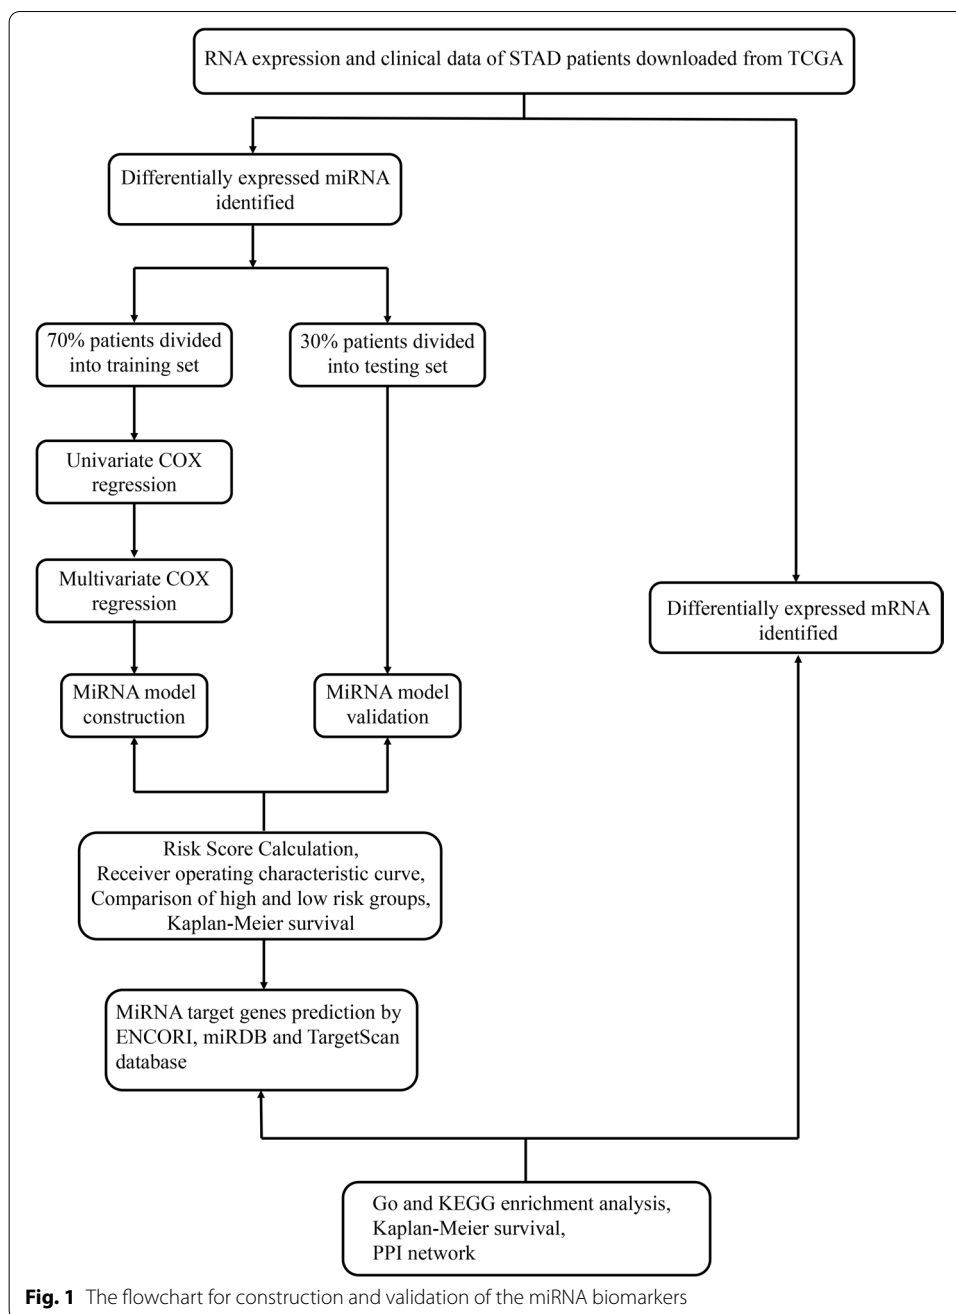 RNA expression and clinical data of STAD patients downloaded from TCGA
Differentially expressed miRNA
identified
70% patients divided
into training set
30% patients divided
into testing set
Univariate COX
regression
Multivariate COX
regression
Differentially expressed mRNA
identified
MiRNA model
construction
MiRNA model
validation
Risk Score Calculation,
Receiver operating characteristic curve,
Comparison of high and low risk groups,
Kaplan-Meier survival
MiRNA target genes prediction by
ENCORI, miRDB and TargetScan
database
Go and KEGG enrichment analysis,
Kaplan-Meier survival,
PPI network
Fig. 1 The flowchart for construction and validation of the miRNA biomarkers